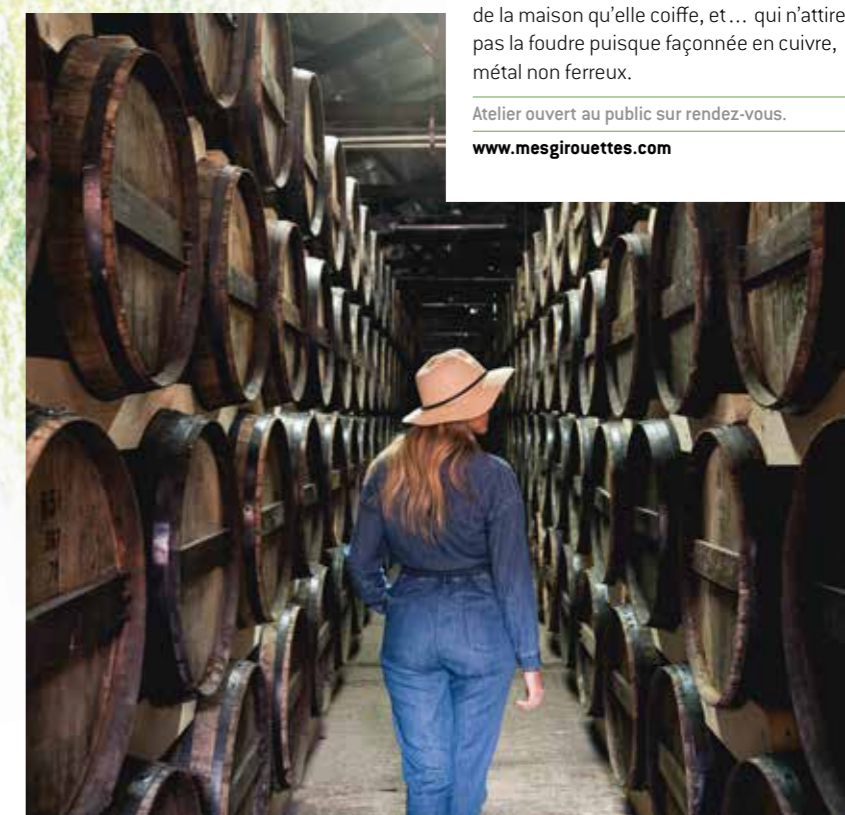 de la maison qu’elle coiffe, et… qui n’attire
pas la foudre puisque façonnée en cuivre,
métal non ferreux.
Atelier ouvert au public sur rendez-vous.
www.mesgirouettes.com